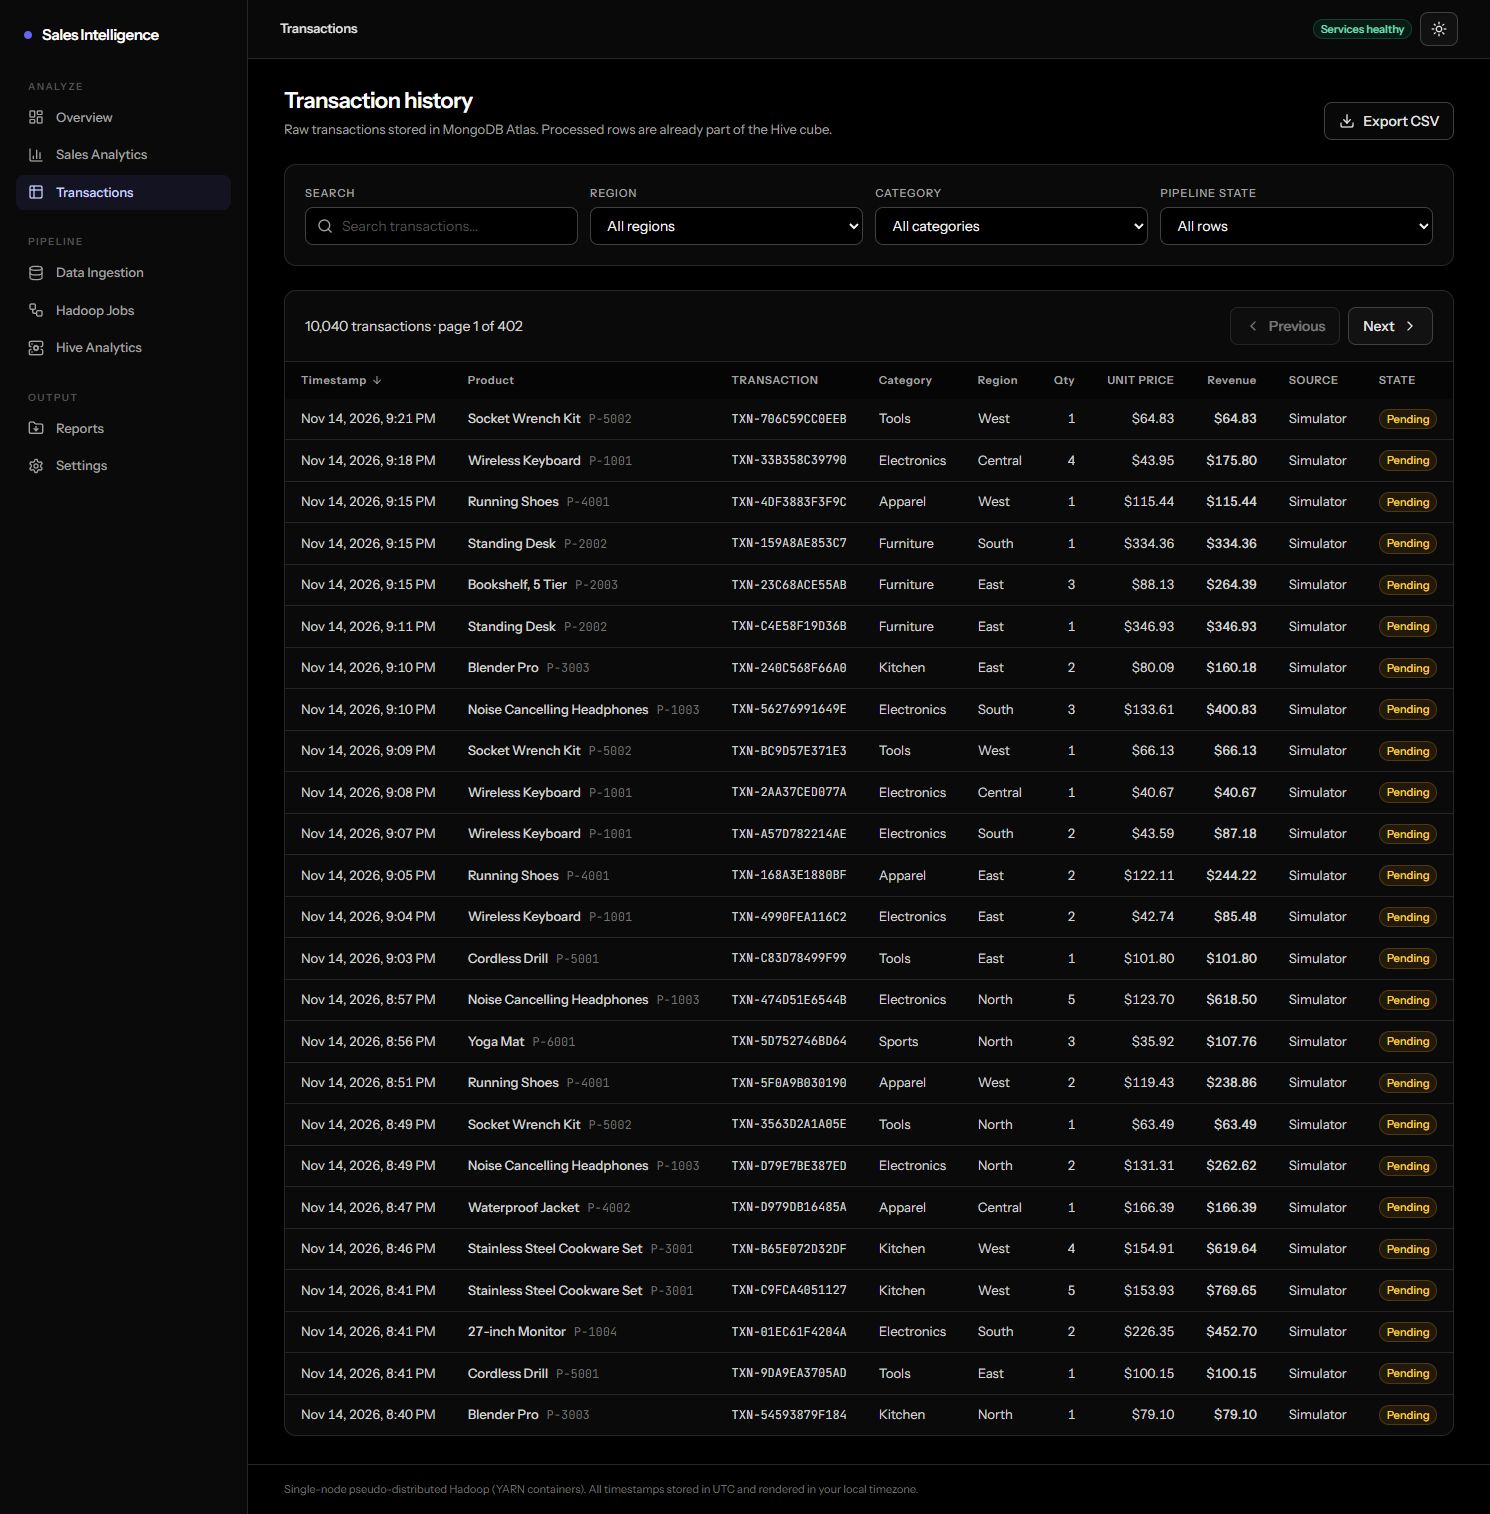 Sales Intelligence
ANALYZE
Overview
Sales Analytics
Transactions
PIPELINE
Data Ingestion
Hadoop Jobs
Hive Analytics
OUTPUT
Reports
Settings
Transactions
Services healthy
Transaction history
Raw transactions stored in MongoDB Atlas. Processed rows are already part of the Hive cube.
Export CSV
SEARCH REGION CATEGORY PIPELINE STATE
Search transactions... All regions All categories All rows
10,040 transactions · page 1 of 402 Previous Next
Timestamp ↓ Product TRANSACTION Category Region Qty UNIT PRICE Revenue SOURCE STATE
Nov 14, 2026, 9:21 PM Socket Wrench Kit P-5002 TXN-706C59CC0EEB Tools West 1 $64.83 $64.83 Simulator Pending
Nov 14, 2026, 9:18 PM Wireless Keyboard P-1001 TXN-33B358C39790 Electronics Central 4 $43.95 $175.80 Simulator Pending
Nov 14, 2026, 9:15 PM Running Shoes P-4001 TXN-4DF3883F3F9C Apparel West 1 $115.44 $115.44 Simulator Pending
Nov 14, 2026, 9:15 PM Standing Desk P-2002 TXN-159A8AE853C7 Furniture South 1 $334.36 $334.36 Simulator Pending
Nov 14, 2026, 9:15 PM Bookshelf, 5 Tier P-2003 TXN-23C68ACE55AB Furniture East 3 $88.13 $264.39 Simulator Pending
Nov 14, 2026, 9:11 PM Standing Desk P-2002 TXN-C4E58F19D36B Furniture East 1 $346.93 $346.93 Simulator Pending
Nov 14, 2026, 9:10 PM Blender Pro P-3003 TXN-240C568F66A0 Kitchen East 2 $80.09 $160.18 Simulator Pending
Nov 14, 2026, 9:10 PM Noise Cancelling Headphones P-1003 TXN-56276991649E Electronics South 3 $133.61 $400.83 Simulator Pending
Nov 14, 2026, 9:09 PM Socket Wrench Kit P-5002 TXN-BC9D57E371E3 Tools West 1 $66.13 $66.13 Simulator Pending
Nov 14, 2026, 9:08 PM Wireless Keyboard P-1001 TXN-2AA37CED077A Electronics Central 1 $40.67 $40.67 Simulator Pending
Nov 14, 2026, 9:07 PM Wireless Keyboard P-1001 TXN-A57D782214AE Electronics South 2 $43.59 $87.18 Simulator Pending
Nov 14, 2026, 9:05 PM Running Shoes P-4001 TXN-168A3E1880BF Apparel East 2 $122.11 $244.22 Simulator Pending
Nov 14, 2026, 9:04 PM Wireless Keyboard P-1001 TXN-4990FEA116C2 Electronics East 2 $42.74 $85.48 Simulator Pending
Nov 14, 2026, 9:03 PM Cordless Drill P-5001 TXN-C83D78499F99 Tools East 1 $101.80 $101.80 Simulator Pending
Nov 14, 2026, 8:57 PM Noise Cancelling Headphones P-1003 TXN-474D51E6544B Electronics North 5 $123.70 $618.50 Simulator Pending
Nov 14, 2026, 8:56 PM Yoga Mat P-6001 TXN-5D752746BD64 Sports North 3 $35.92 $107.76 Simulator Pending
Nov 14, 2026, 8:51 PM Running Shoes P-4001 TXN-5F0A9B030190 Apparel West 2 $119.43 $238.86 Simulator Pending
Nov 14, 2026, 8:49 PM Socket Wrench Kit P-5002 TXN-3563D2A1A05E Tools North 1 $63.49 $63.49 Simulator Pending
Nov 14, 2026, 8:49 PM Noise Cancelling Headphones P-1003 TXN-D79E7BE387ED Electronics North 2 $131.31 $262.62 Simulator Pending
Nov 14, 2026, 8:47 PM Waterproof Jacket P-4002 TXN-D979DB16485A Apparel Central 1 $166.39 $166.39 Simulator Pending
Nov 14, 2026, 8:46 PM Stainless Steel Cookware Set P-3001 TXN-B65E072D32DF Kitchen West 4 $154.91 $619.64 Simulator Pending
Nov 14, 2026, 8:41 PM Stainless Steel Cookware Set P-3001 TXN-C9FCA4051127 Kitchen West 5 $153.93 $769.65 Simulator Pending
Nov 14, 2026, 8:41 PM 27-inch Monitor P-1004 TXN-01EC61F4204A Electronics South 2 $226.35 $452.70 Simulator Pending
Nov 14, 2026, 8:41 PM Cordless Drill P-5001 TXN-9DA9EA3705AD Tools East 1 $100.15 $100.15 Simulator Pending
Nov 14, 2026, 8:40 PM Blender Pro P-3003 TXN-54593879F184 Kitchen North 1 $79.10 $79.10 Simulator Pending
Single-node pseudo-distributed Hadoop (YARN containers). All timestamps stored in UTC and rendered in your local timezone.